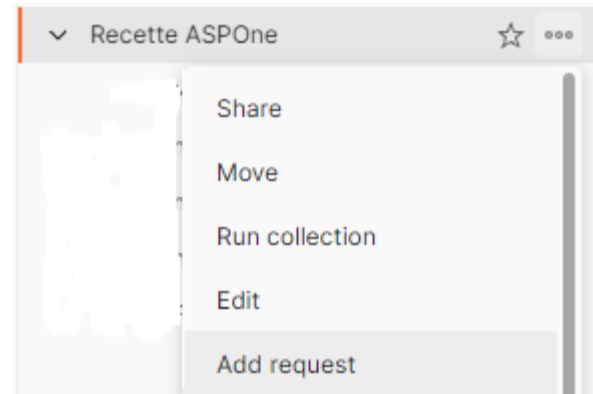 Recette ASPOne
Share
Move
Run collection
Edit
Add request